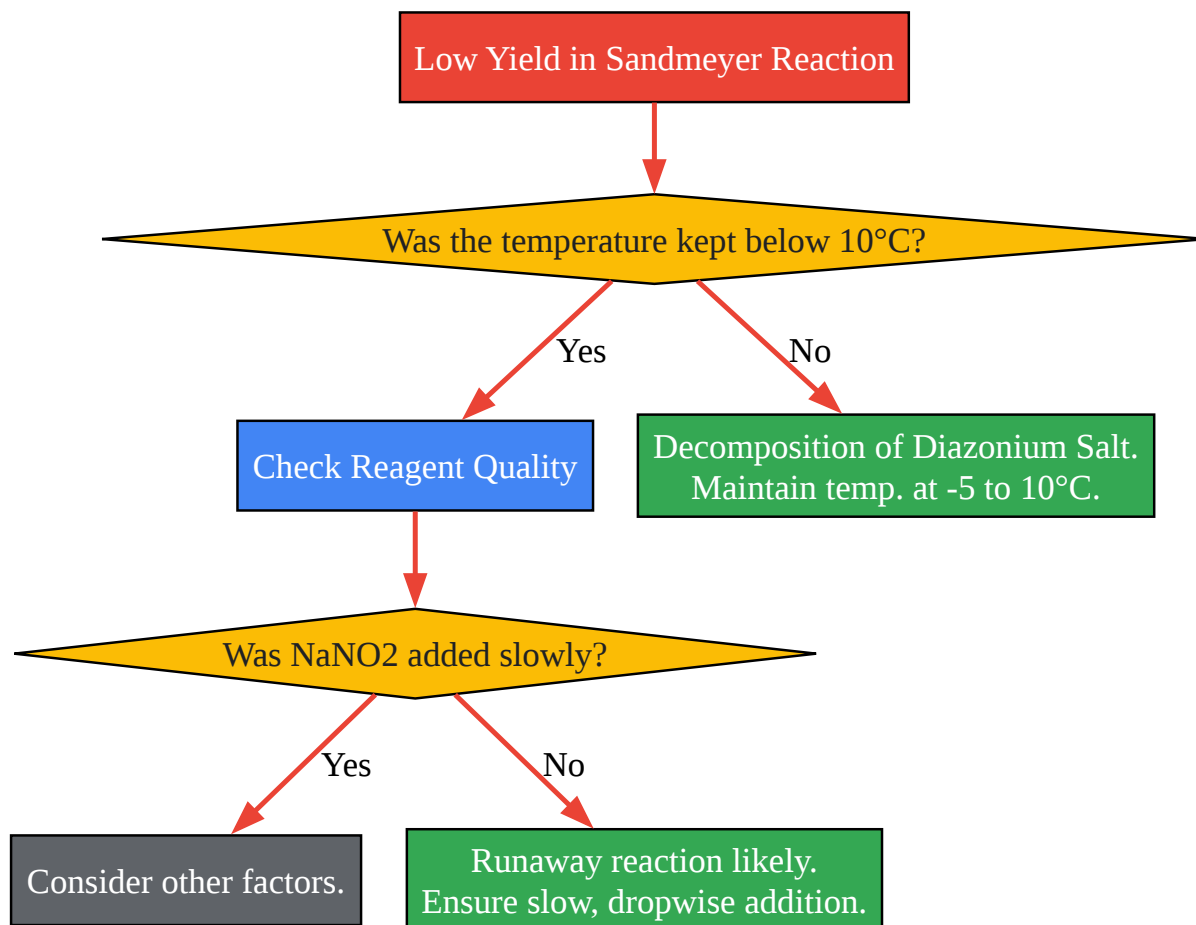 Low Yield in Sandmeyer Reaction
Was the temperature kept below 10°C?
Yes
No
Check Reagent Quality
Decomposition of Diazonium Salt.
Maintain temp. at -5 to 10°C.
Was NaNO2 added slowly?
Yes
No
Consider other factors.
Runaway reaction likely.
Ensure slow, dropwise addition.